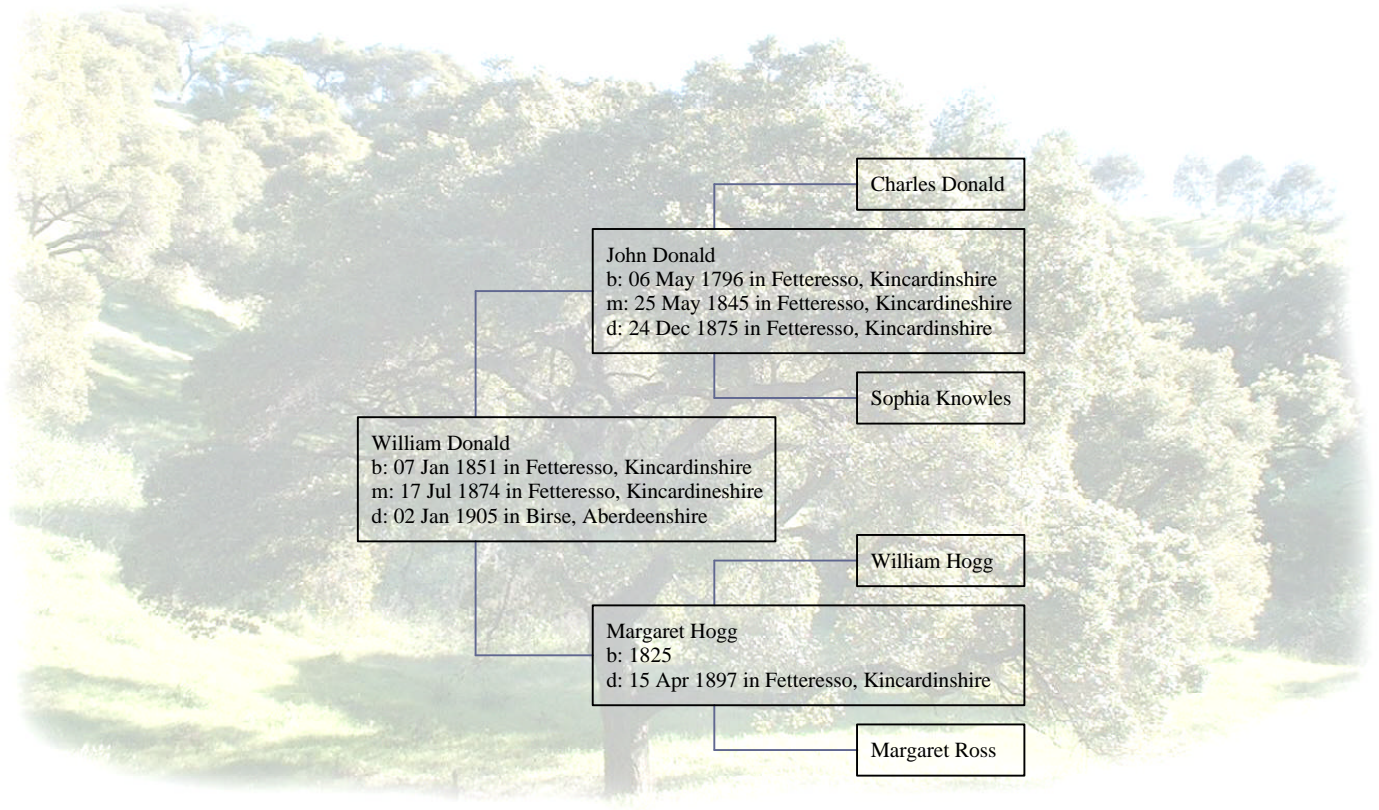 Charles Donald
John Donald
b: 06 May 1796 in Fetteresso, Kincardinshire
m: 25 May 1845 in Fetteresso, Kincardineshire
d: 24 Dec 1875 in Fetteresso, Kincardinshire
Sophia Knowles
William Donald
b: 07 Jan 1851 in Fetteresso, Kincardinshire
m: 17 Jul 1874 in Fetteresso, Kincardineshire
d: 02 Jan 1905 in Birse, Aberdeenshire
William Hogg
Margaret Hogg
b: 1825
d: 15 Apr 1897 in Fetteresso, Kincardinshire
Margaret Ross